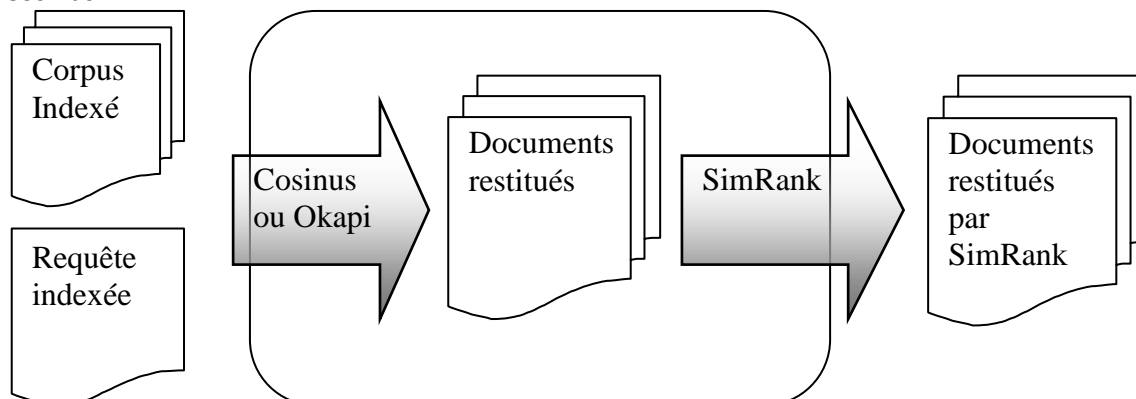 Corpus
Indexé
Requête
indexée
Cosinus
ou Okapi
Documents
restitués
SimRank
Documents
restitués
par
SimRank